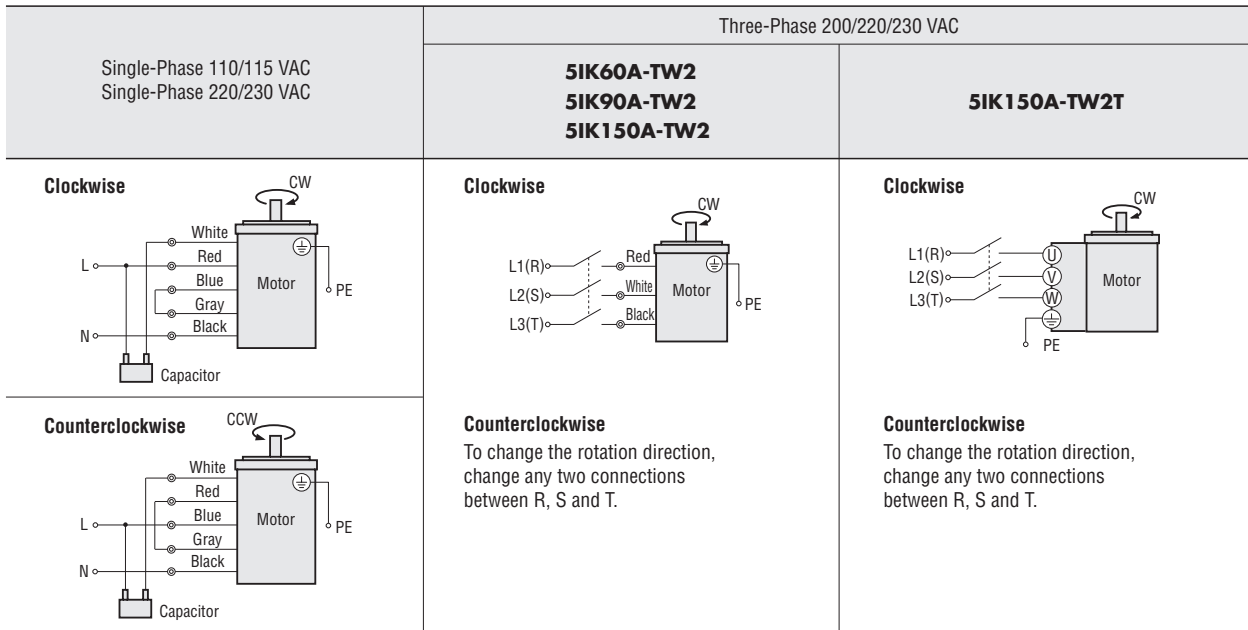 Single-Phase 110/115 VAC
Single-Phase 220/230 VAC
Three-Phase 200/220/230 VAC
5IK60A-TW2
5IK90A-TW2
5IK150A-TW2
5IK150A-TW2T
Clockwise
CW
White
Red
L
Blue
Motor
PE
Gray
Black
N
Capacitor
Counterclockwise
CCW
White
Red
L
Blue
Motor
PE
Gray
Black
N
Capacitor
Clockwise
CW
L1(R)
Red
L2(S)
White
Motor
PE
L3(T)
Black
Counterclockwise
To change the rotation direction,
change any two connections
between R, S and T.
Clockwise
CW
L1(R)
U
L2(S)
V
Motor
L3(T)
W
PE
Counterclockwise
To change the rotation direction,
change any two connections
between R, S and T.